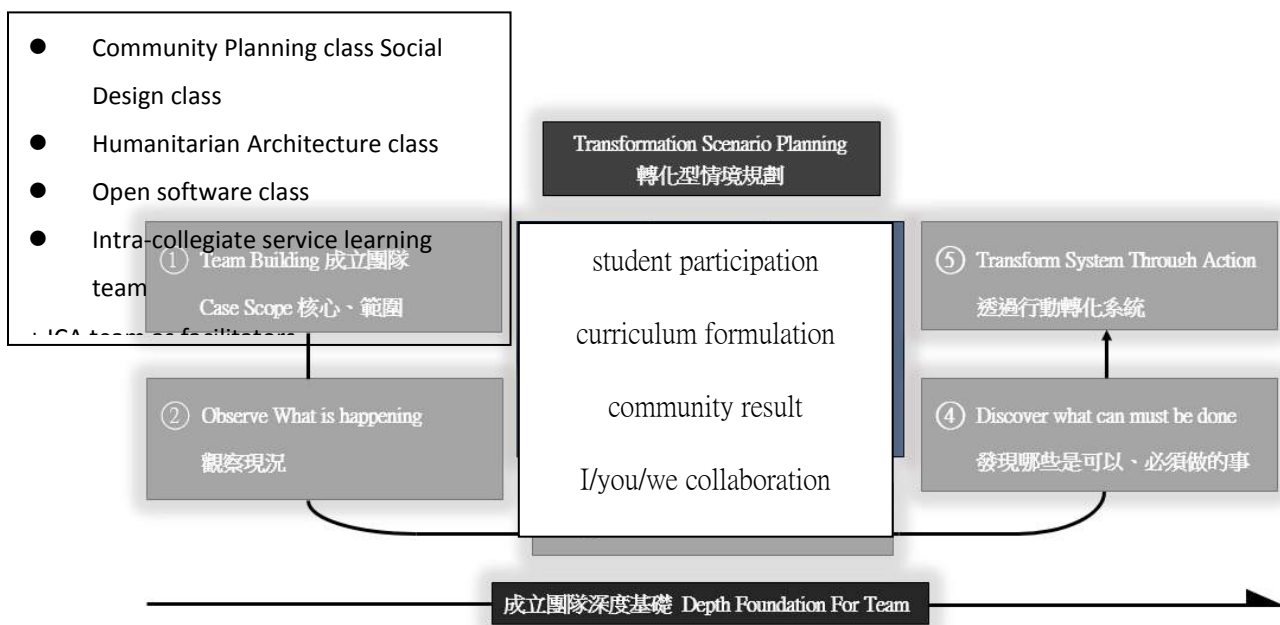 ● Community Planning class Social
Design class
● Humanitarian Architecture class
● Open software class
● Intra-collegiate service learning
team
+ ICA team as facilitators
Transformation Scenario Planning
轉化型情境規劃
① Team Building 成立團隊
Case Scope 核心、範圍
② Observe What is happening
觀察現況
student participation
curriculum formulation
community result
I/you/we collaboration
⑤ Transform System Through Action
透過行動轉化系統
④ Discover what can must be done
發現哪些是可以、必須做的事
成立團隊深度基礎 Depth Foundation For Team